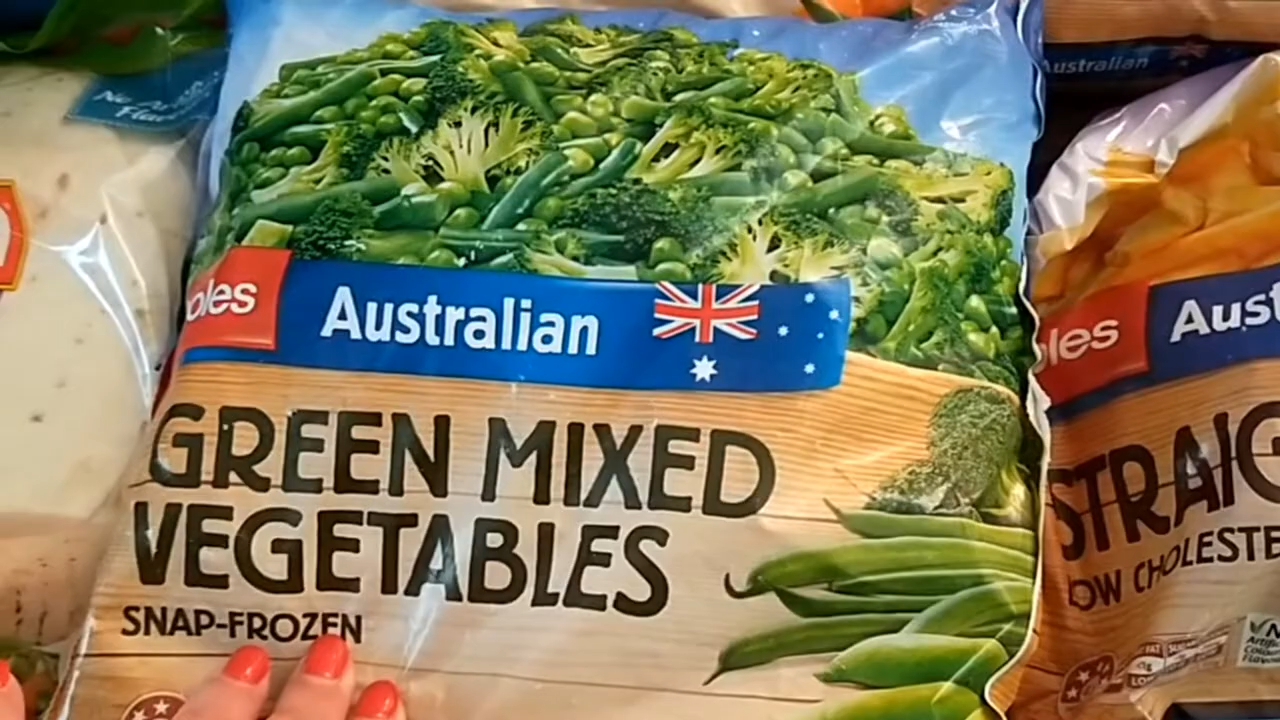 oles
Australian
GREEN MIXED
VEGETABLES
SNAP-FROZEN
Australian
oles
Aust
STRAIG
OW CHOLESTE